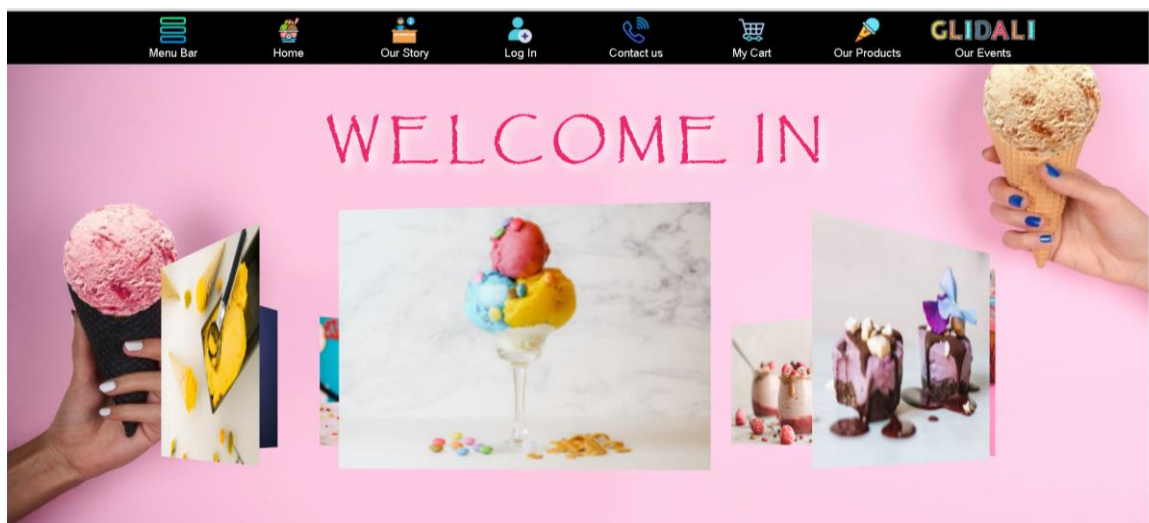 GLIDALI
Menu Bar Home Our Story Log In Contact us My Cart Our Products Our Events
WELCOME IN